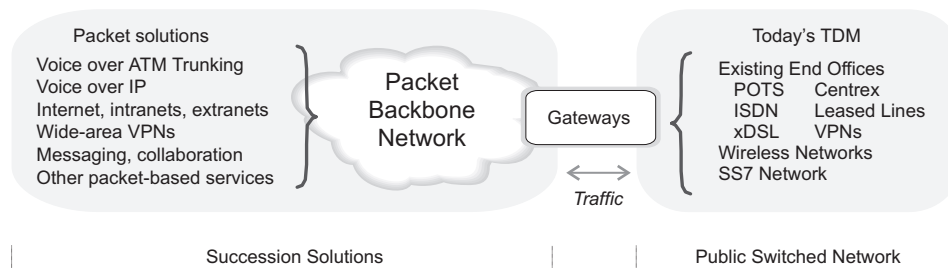 Packet solutions
Voice over ATM Trunking
Voice over IP
Internet, intranets, extranets
Wide-area VPNs
Messaging, collaboration
Other packet-based services
Packet
Backbone
Network
Gateways
Traffic
Today's TDM
Existing End Offices
POTS Centrex
ISDN Leased Lines
xDSL VPNs
Wireless Networks
SS7 Network
Succession Solutions
Public Switched Network